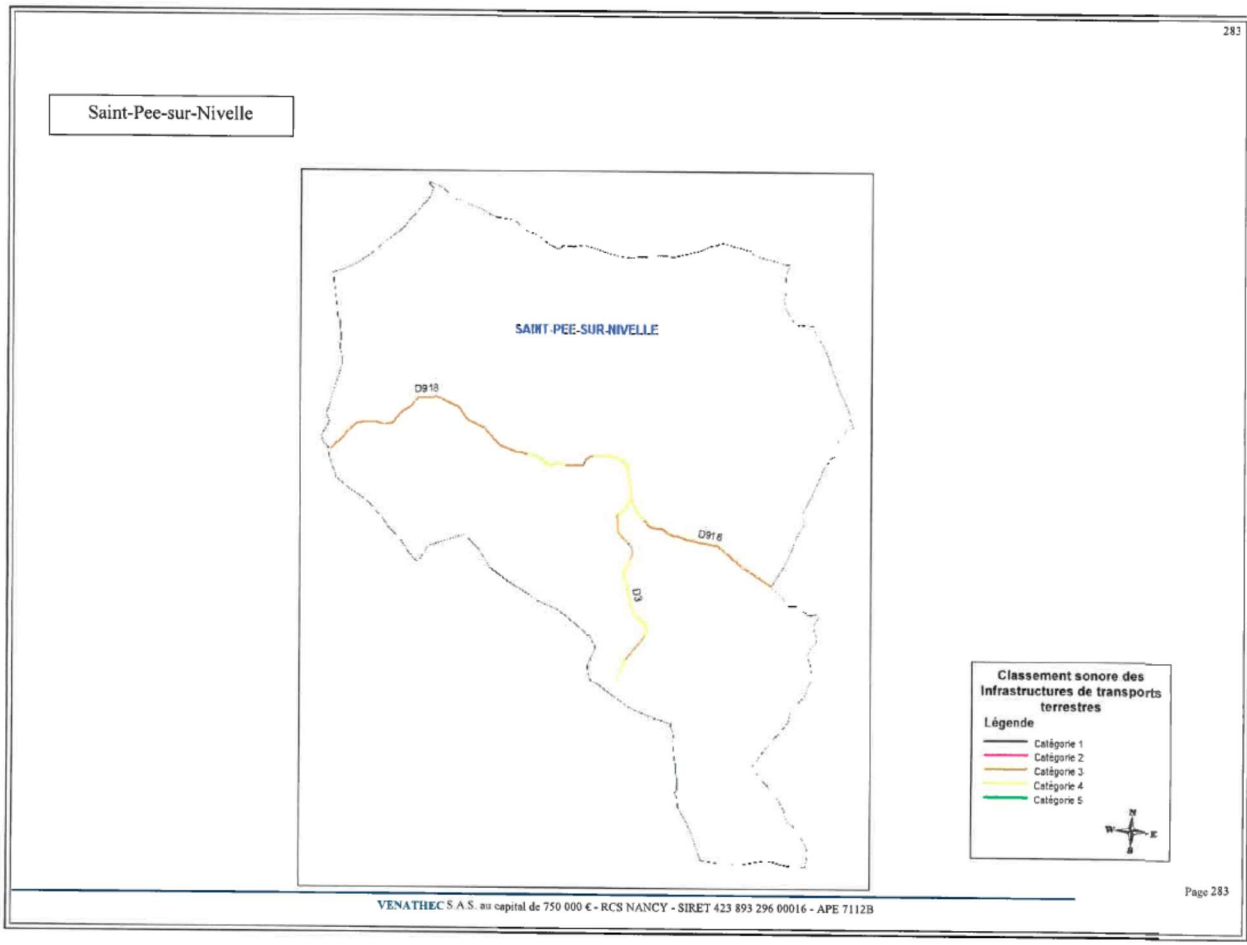 283
Saint-Pee-sur-Nivelle
SAINT-PEE-SUR-NIVELLE
D918
D918
D3
Classement sonore des
Infrastructures de transports
terrestres
Légende
Catégorie 1
Catégorie 2
Catégorie 3
Catégorie 4
Catégorie 5
N
W
E
S
Page 283
VENATHEC S.A.S. au capital de 750 000 € - RCS NANCY - SIRET 423 893 296 00016 - APE 7112B